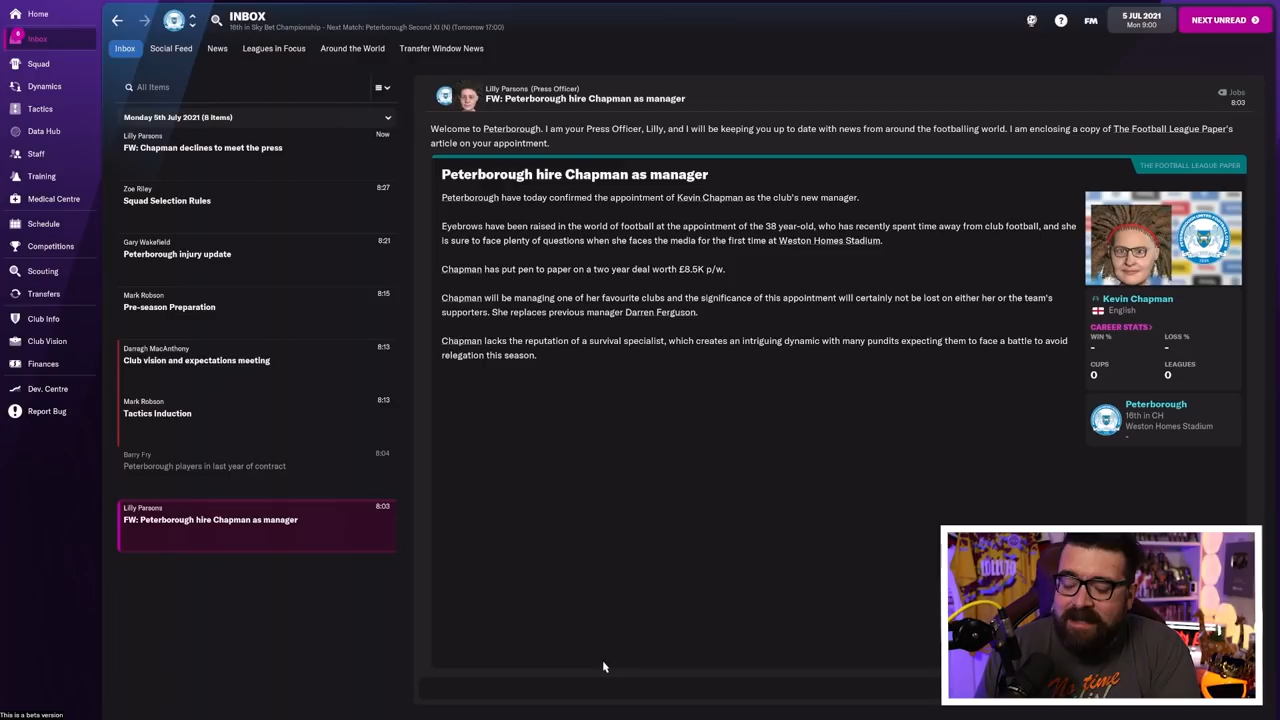 Home
INBOX
16th in Sky Bet Championship - Next Match: Peterborough Second XI (N) (Tomorrow 17:00)
FM
5 JUL 2021
Mon 9:00
NEXT UNREAD
6
Inbox
Squad
Dynamics
Tactics
Data Hub
Staff
Training
Medical Centre
Schedule
Competitions
Scouting
Transfers
Club Info
Club Vision
Finances
Dev. Centre
Report Bug
Inbox
Social Feed
News
Leagues in Focus
Around the World
Transfer Window News
All Items
Monday 5th July 2021 (8 items)
Lilly Parsons
Now
FW: Chapman declines to meet the press
Zoe Riley
8:27
Squad Selection Rules
Gary Wakefield
8:21
Peterborough injury update
Mark Robson
8:15
Pre-season Preparation
Darragh MacAnthony
8:13
Club vision and expectations meeting
Mark Robson
8:13
Tactics Induction
Barry Fry
8:04
Peterborough players in last year of contract
Lilly Parsons
8:03
FW: Peterborough hire Chapman as manager
Lilly Parsons (Press Officer)
FW: Peterborough hire Chapman as manager
Jobs
8:03
Welcome to Peterborough. I am your Press Officer, Lilly, and I will be keeping you up to date with news from around the footballing world. I am enclosing a copy of The Football League Paper's
article on your appointment.
THE FOOTBALL LEAGUE PAPER
Peterborough hire Chapman as manager
Peterborough have today confirmed the appointment of Kevin Chapman as the club's new manager.
Eyebrows have been raised in the world of football at the appointment of the 38 year-old, who has recently spent time away from club football, and she
is sure to face plenty of questions when she faces the media for the first time at Weston Homes Stadium.
Chapman has put pen to paper on a two year deal worth £8.5K p/w.
Chapman will be managing one of her favourite clubs and the significance of this appointment will certainly not be lost on either her or the team's
supporters. She replaces previous manager Darren Ferguson.
Chapman lacks the reputation of a survival specialist, which creates an intriguing dynamic with many pundits expecting them to face a battle to avoid
relegation this season.
Kevin Chapman
English
CAREER STATS >
WIN %
LOSS %
-
-
CUPS
LEAGUES
0
0
Peterborough
16th in CH
Weston Homes Stadium
-
No time
This is a beta version